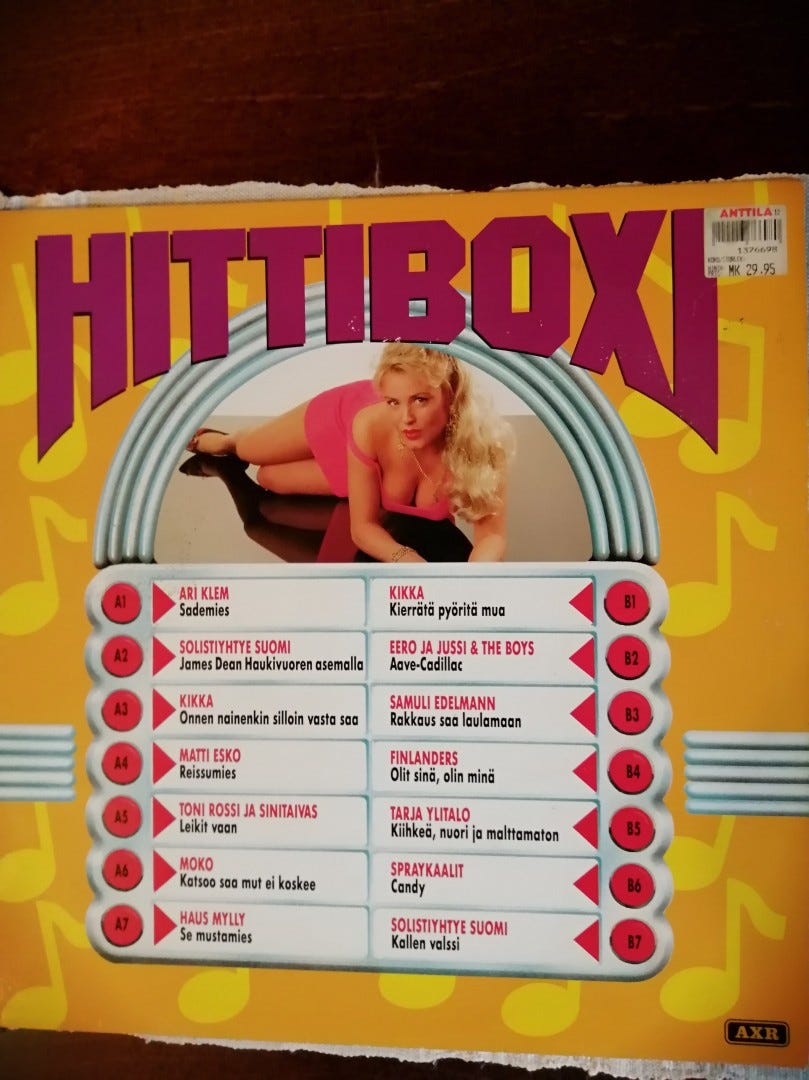 HITTIBOXI
ANTTILA
1376698
MK 29.95
A1
ARI KLEM
Sademies
A2
SOLISTIYHTYE SUOMI
James Dean Haukivuoren asemalla
A3
KIKKA
Onnen nainenkin silloin vasta saa
A4
MATTI ESKO
Reissumies
A5
TONI ROSSI JA SINITAIVAS
Leikit vaan
A6
MOKO
Katsoo saa mut ei koskee
A7
HAUS MYLLY
Se mustamies
KIKKA
Kierrätä pyöritä mua
B1
EERO JA JUSSI & THE BOYS
Aave-Cadillac
B2
SAMULI EDELMANN
Rakkaus saa laulamaan
B3
FINLANDERS
Olit sinä, olin minä
B4
TARJA YLITALO
Kiihkeä, nuori ja malttamaton
B5
SPRAYKAALIT
Candy
B6
SOLISTIYHTYE SUOMI
Kallen valssi
B7
AXR